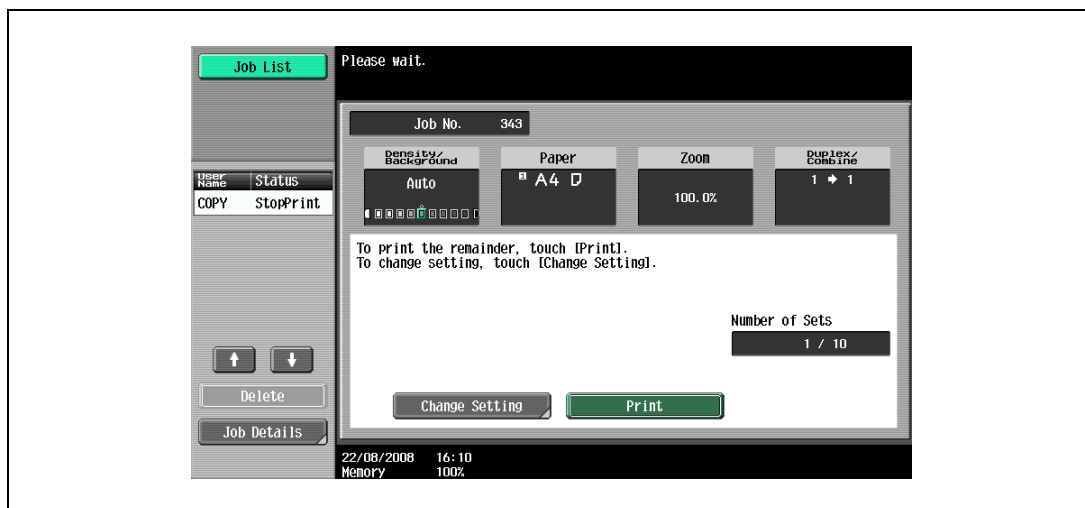 Job List
Please wait.
Job No. 343
Density/
Background
Paper
Zoom
Duplex/
Combine
Auto
A4
100.0%
1 → 1
User
Name
Status
COPY StopPrint
To print the remainder, touch [Print].
To change setting, touch [Change Setting].
Number of Sets
1 / 10
Delete
Change Setting
Print
Job Details
22/08/2008 16:10
Memory 100%